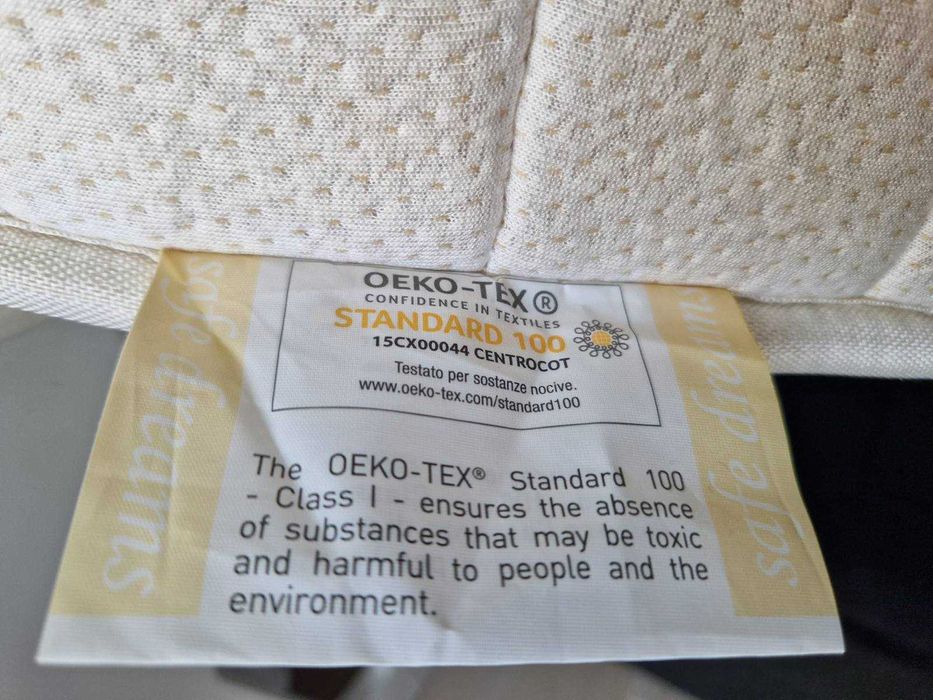 safe dreams
OEKO-TEX®
CONFIDENCE IN TEXTILES
STANDARD 100
15CX00044 CENTROCOT
Testato per sostanze nocive.
www.oeko-tex.com/standard100
The OEKO-TEX® Standard 100
- Class I - ensures the absence
of substances that may be toxic
and harmful to people and the
environment.
safe dreams